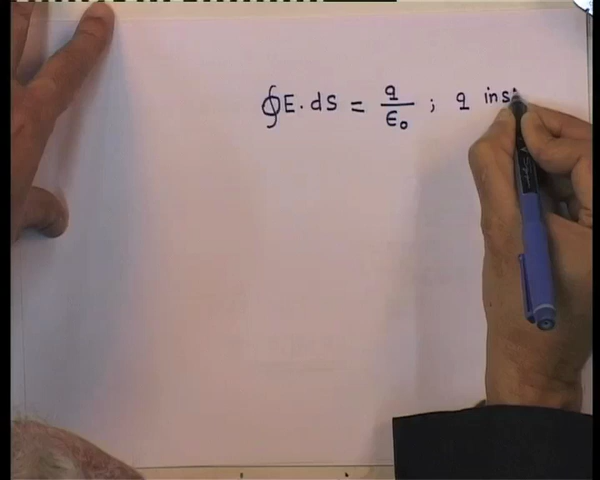 ∮E. ds = q/ε₀ ; q ins